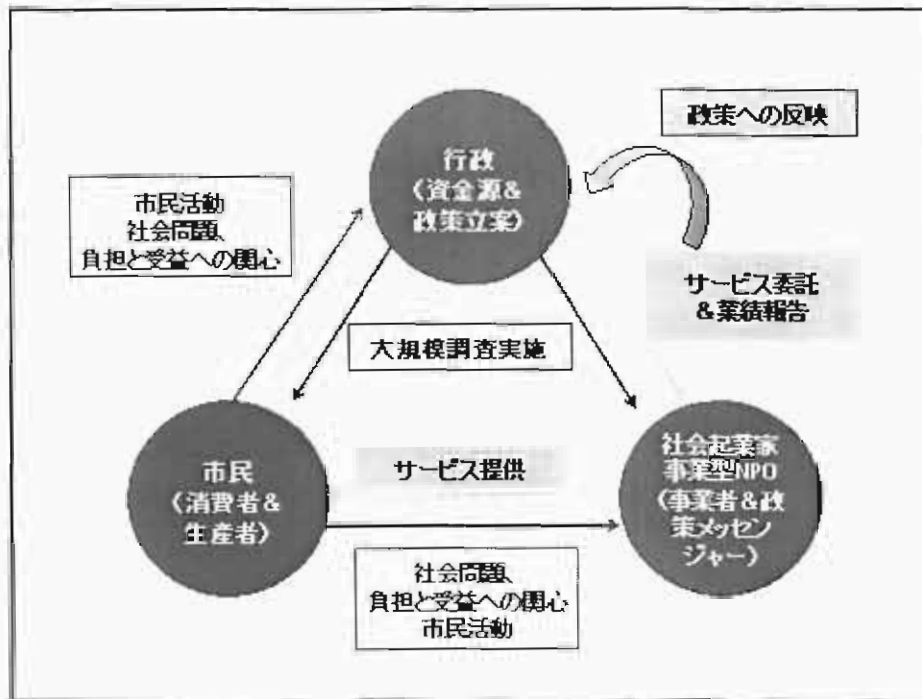 政策への反映
行政
(資金源&
政策立案)
市民活動
社会問題、
負担と受益への関心
サービス委託
&業績報告
大規模調査実施
市民
(消費者&
生産者)
サービス提供
社会起業家
事業型NPO
(事業者&政
策メッセン
ジャー)
社会問題、
負担と受益への関心
市民活動